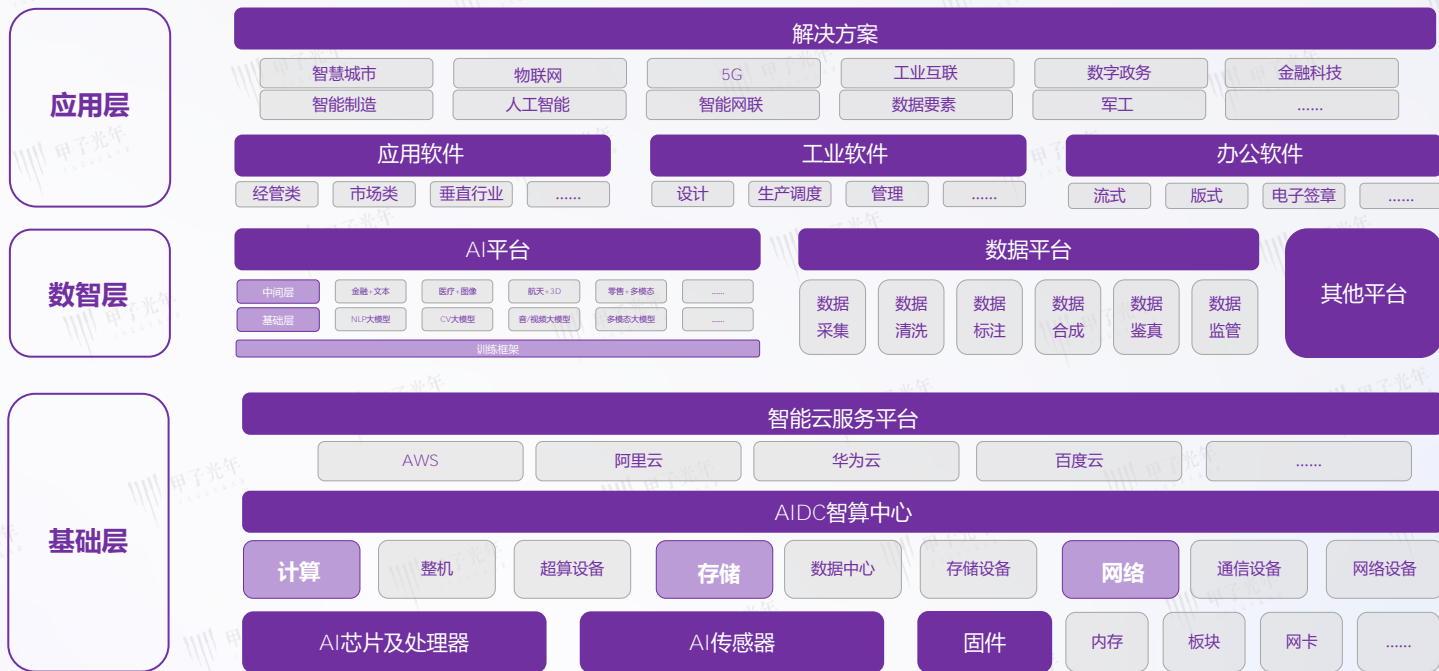 解决方案
智慧城市 物联网 5G 工业互联 数字政务 金融科技
应用层
智能制造 人工智能 智能网联 数据要素 军工 ......
应用软件 工业软件 办公软件
经管类 市场类 垂直行业 ...... 设计 生产调度 管理 ...... 流式 版式 电子签章 ......
数智层
AI平台 数据平台 其他平台
中间层 金融+文本 医疗+图像 航天+3D 零售+多模态 ......
基础层 NLP大模型 CV大模型 音/视频大模型 多模态大模型 ......
训练框架
数据
采集
数据
清洗
数据
标注
数据
合成
数据
鉴真
数据
监管
基础层
智能云服务平台
AWS 阿里云 华为云 百度云 ......
AIDC智算中心
计算 整机 超算设备 存储 数据中心 存储设备 网络 通信设备 网络设备
AI芯片及处理器 AI传感器 固件 内存 板块 网卡 ......
甲子光年